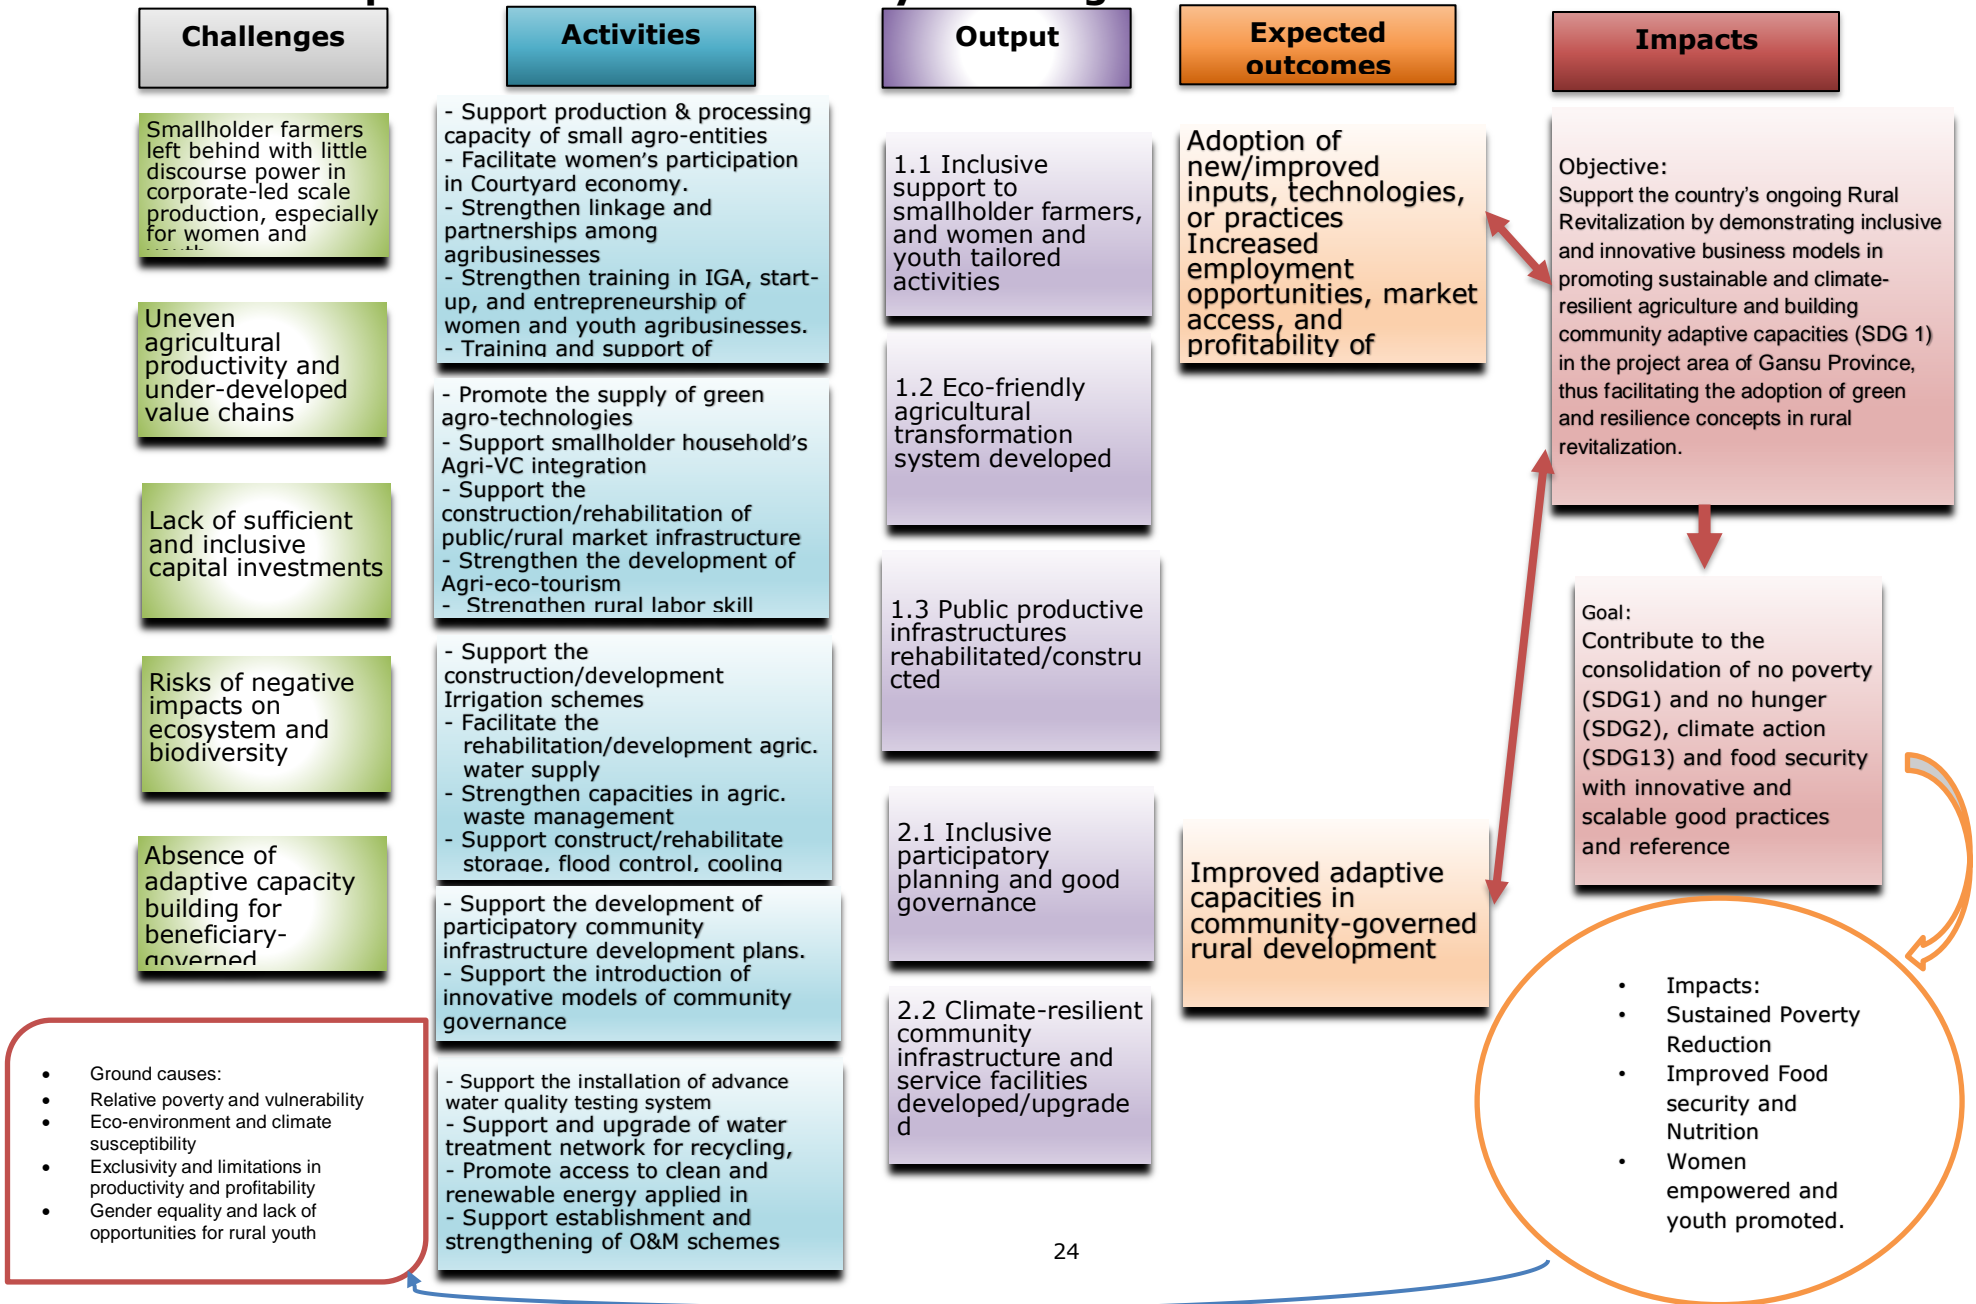 Challenges
Activities
Output
Expected
outcomes
Impacts
Smallholder farmers
left behind with little
discourse power in
corporate-led scale
production, especially
for women and
Uneven
agricultural
productivity and
under-developed
value chains
Lack of sufficient
and inclusive
capital investments
Risks of negative
impacts on
ecosystem and
biodiversity
Absence of
adaptive capacity
building for
beneficiary-
governed
• Ground causes:
• Relative poverty and vulnerability
• Eco-environment and climate
susceptibility
• Exclusivity and limitations in
productivity and profitability
• Gender equality and lack of
opportunities for rural youth
- Support production & processing
capacity of small agro-entities
- Facilitate women's participation
in Courtyard economy.
- Strengthen linkage and
partnerships among
agribusinesses
- Strengthen training in IGA, start-
up, and entrepreneurship of
women and youth agribusinesses.
- Training and support of
- Promote the supply of green
agro-technologies
- Support smallholder household's
Agri-VC integration
- Support the
construction/rehabilitation of
public/rural market infrastructure
- Strengthen the development of
Agri-eco-tourism
- Strengthen rural labor skill
- Support the
construction/development
Irrigation schemes
- Facilitate the
rehabilitation/development agric.
water supply
- Strengthen capacities in agric.
waste management
- Support construct/rehabilitate
storage, flood control, cooling
- Support the development of
participatory community
infrastructure development plans.
- Support the introduction of
innovative models of community
governance
- Support the installation of advance
water quality testing system
- Support and upgrade of water
treatment network for recycling,
- Promote access to clean and
renewable energy applied in
- Support establishment and
strengthening of O&M schemes
1.1 Inclusive
support to
smallholder farmers,
and women and
youth tailored
activities
1.2 Eco-friendly
agricultural
transformation
system developed
1.3 Public productive
infrastructures
rehabilitated/constru
cted
2.1 Inclusive
participatory
planning and good
governance
2.2 Climate-resilient
community
infrastructure and
service facilities
developed/upgrade
d
Adoption of
new/improved
inputs, technologies,
or practices
Increased
employment
opportunities, market
access, and
profitability of
Improved adaptive
capacities in
community-governed
rural development
Objective:
Support the country's ongoing Rural
Revitalization by demonstrating inclusive
and innovative business models in
promoting sustainable and climate-
resilient agriculture and building
community adaptive capacities (SDG 1)
in the project area of Gansu Province,
thus facilitating the adoption of green
and resilience concepts in rural
revitalization.
Goal:
Contribute to the
consolidation of no poverty
(SDG1) and no hunger
(SDG2), climate action
(SDG13) and food security
with innovative and
scalable good practices
and reference
• Impacts:
• Sustained Poverty
Reduction
• Improved Food
security and
Nutrition
• Women
empowered and
youth promoted.
24